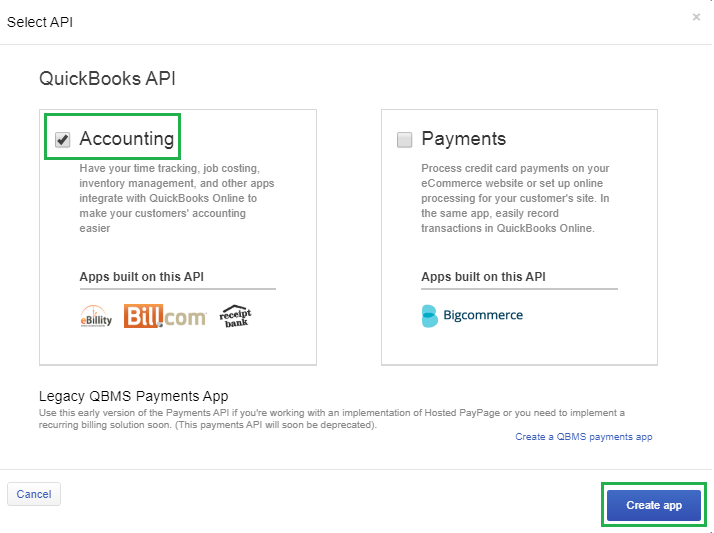 Select API
×
QuickBooks API
Accounting
Have your time tracking, job costing,
inventory management, and other apps
integrate with QuickBooks Online to
make your customers' accounting
easier
Apps built on this API
eBillity
Bill.com
receipt
bank
Payments
Process credit card payments on your
eCommerce website or set up online
processing for your customer's site. In
the same app, easily record
transactions in QuickBooks Online.
Apps built on this API
Bigcommerce
Legacy QBMS Payments App
Use this early version of the Payments API if you're working with an implementation of Hosted PayPage or you need to implement a
recurring billing solution soon. (This payments API will soon be deprecated).
Create a QBMS payments app
Cancel
Create app